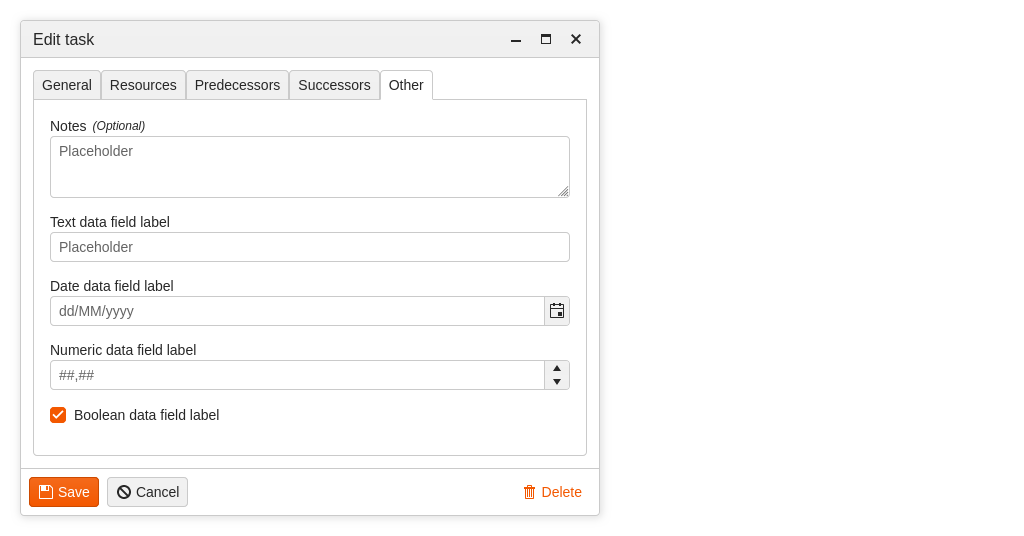 Edit task
General Resources Predecessors Successors Other
Notes (Optional)
Placeholder
Text data field label
Placeholder
Date data field label
dd/MM/yyyy
Numeric data field label
##,##
Boolean data field label
Save Cancel Delete